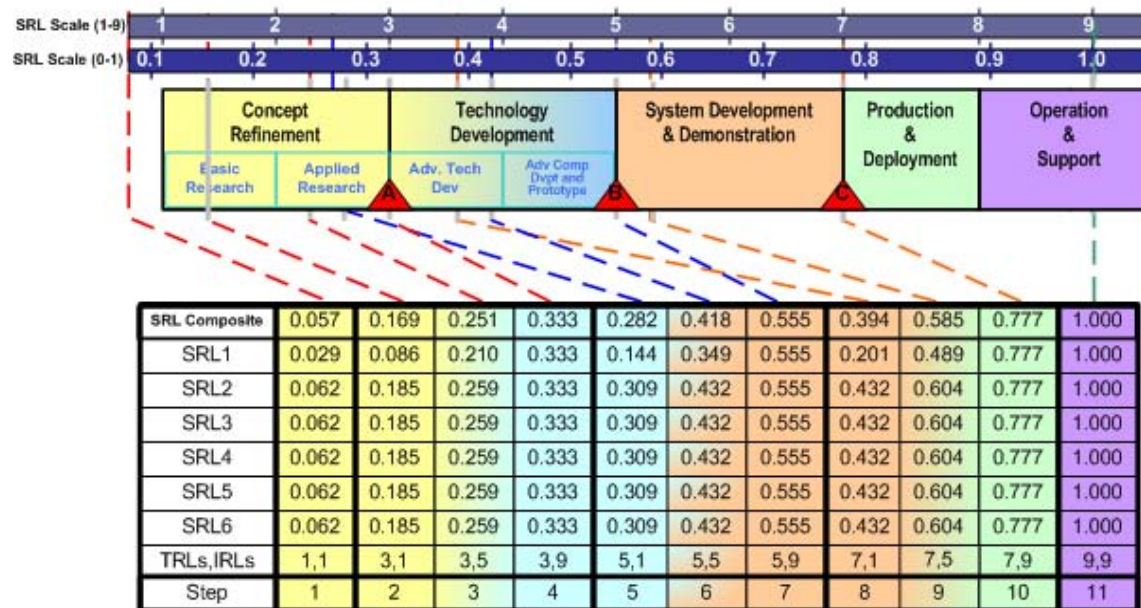 SRL Scale (1-9) 1 2 3 4 5 6 7 8 9
SRL Scale (0-1) 0.1 0.2 0.3 0.4 0.5 0.6 0.7 0.8 0.9 1.0
Concept
Refinement
Basic
Research
Applied
Research
A
Technology
Development
Adv. Tech
Dev
Adv Comp
Dvpt and
Prototype
B
System Development
& Demonstration
C
Production
&
Deployment
Operation
&
Support
SRL Composite 0.057 0.169 0.251 0.333 0.282 0.418 0.555 0.394 0.585 0.777 1.000
SRL1 0.029 0.086 0.210 0.333 0.144 0.349 0.555 0.201 0.489 0.777 1.000
SRL2 0.062 0.185 0.259 0.333 0.309 0.432 0.555 0.432 0.604 0.777 1.000
SRL3 0.062 0.185 0.259 0.333 0.309 0.432 0.555 0.432 0.604 0.777 1.000
SRL4 0.062 0.185 0.259 0.333 0.309 0.432 0.555 0.432 0.604 0.777 1.000
SRL5 0.062 0.185 0.259 0.333 0.309 0.432 0.555 0.432 0.604 0.777 1.000
SRL6 0.062 0.185 0.259 0.333 0.309 0.432 0.555 0.432 0.604 0.777 1.000
TRLs,IRLs 1,1 3,1 3,5 3,9 5,1 5,5 5,9 7,1 7,5 7,9 9,9
Step 1 2 3 4 5 6 7 8 9 10 11